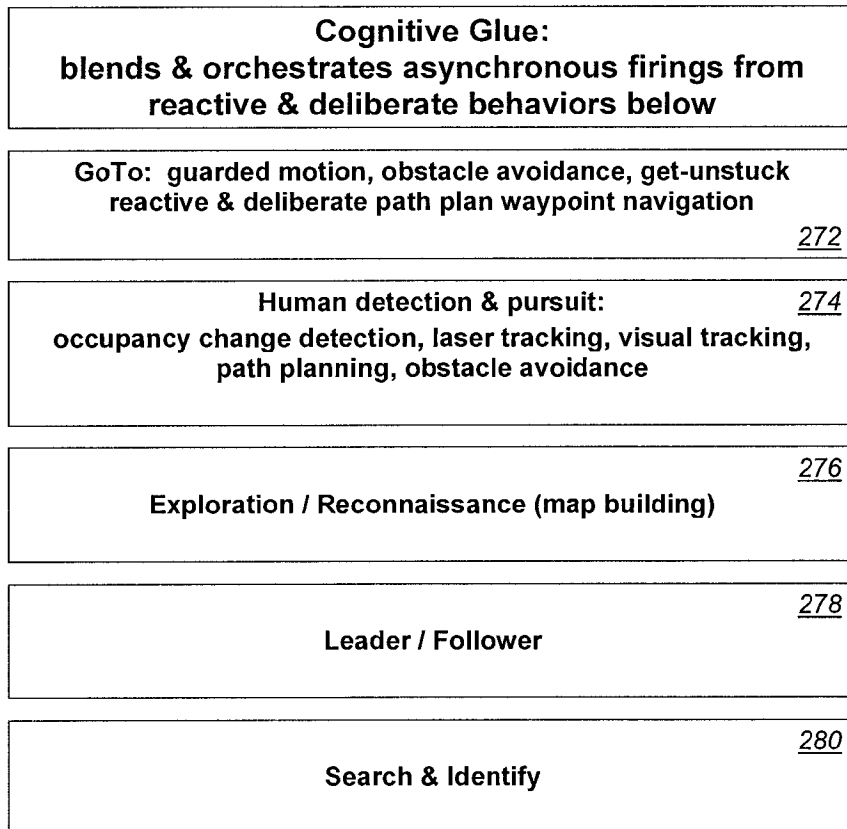 Cognitive Glue:
blends & orchestrates asynchronous firings from
reactive & deliberate behaviors below
GoTo: guarded motion, obstacle avoidance, get-unstuck
reactive & deliberate path plan waypoint navigation
272
Human detection & pursuit:
274
occupancy change detection, laser tracking, visual tracking,
path planning, obstacle avoidance
276
Exploration / Reconnaissance (map building)
278
Leader / Follower
280
Search & Identify